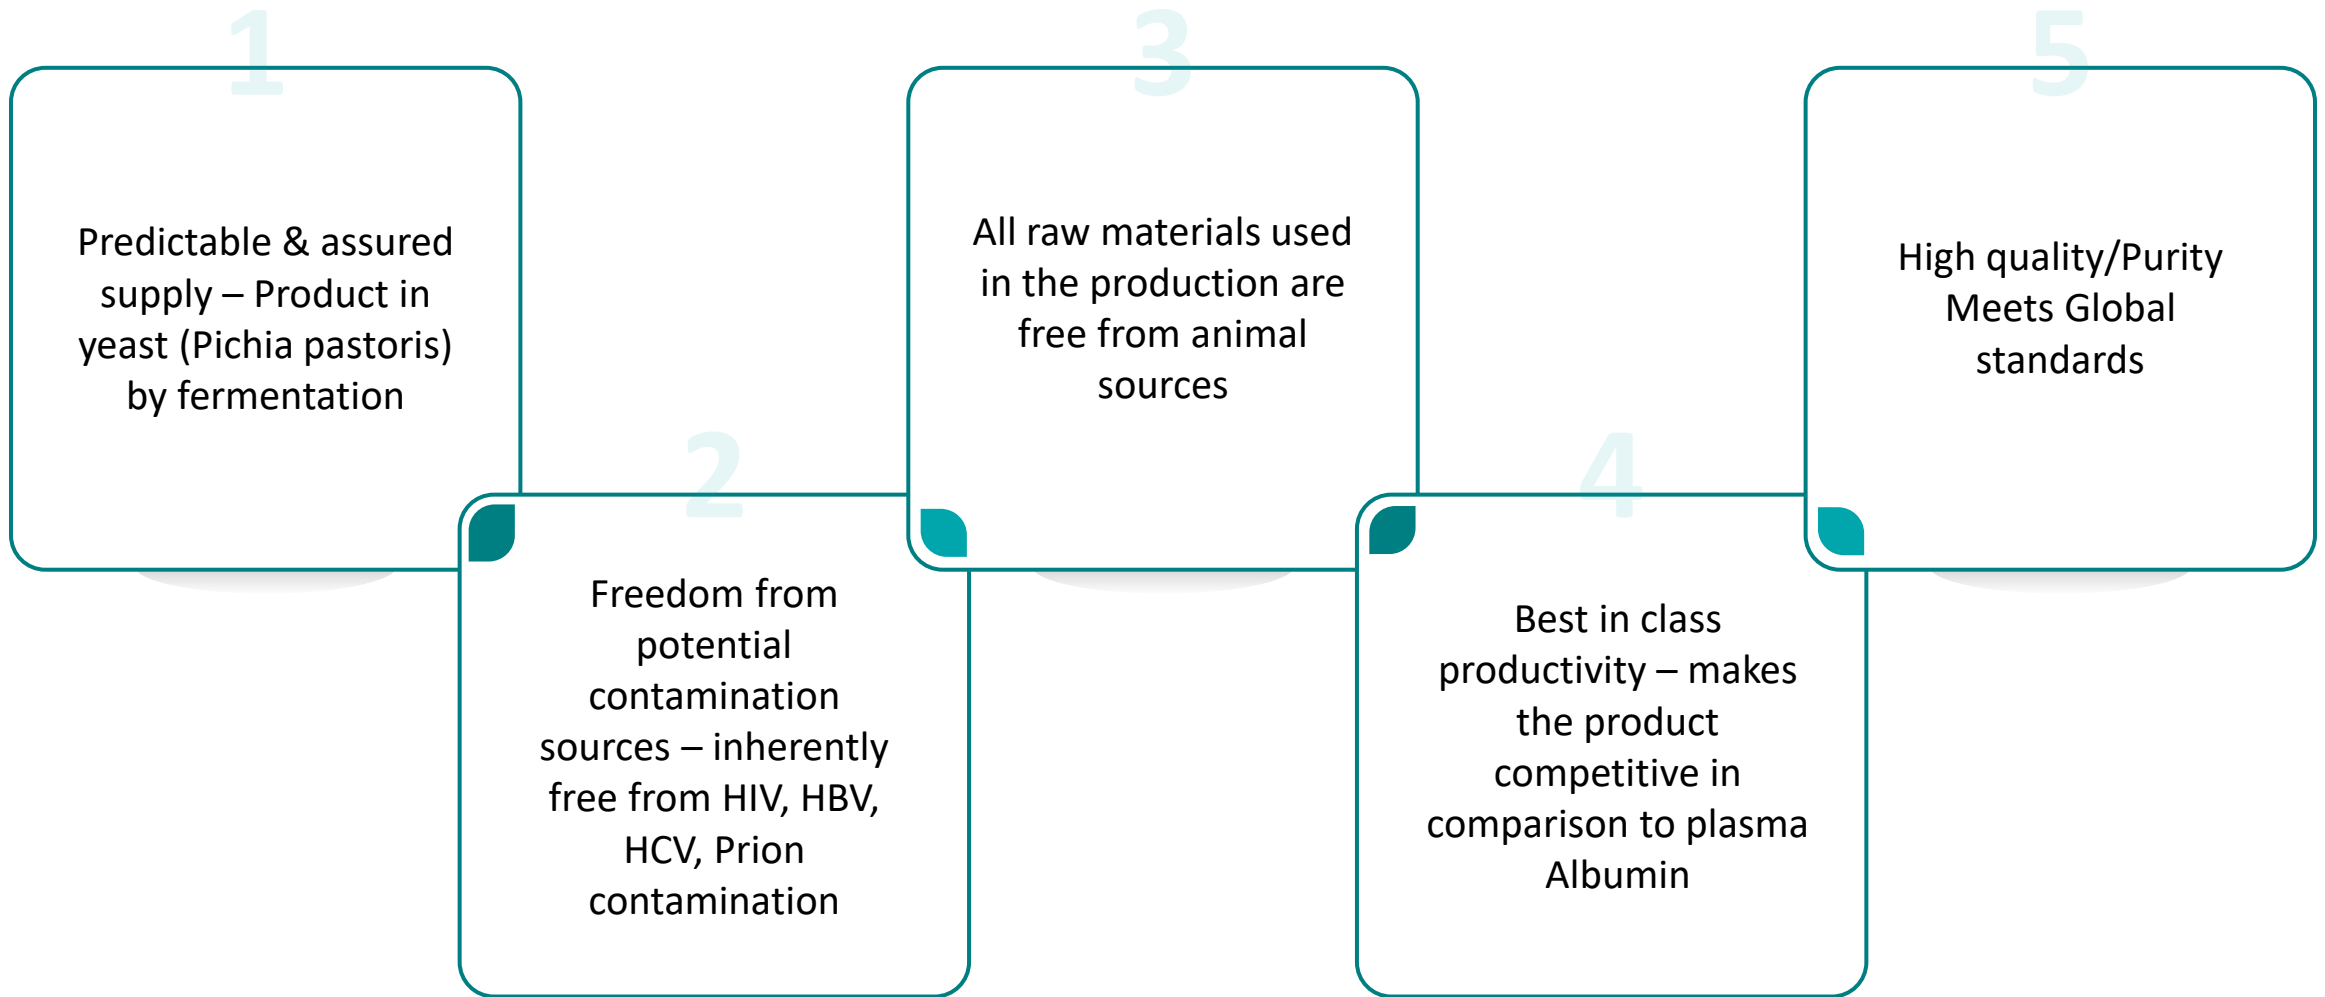 1
Predictable & assured
supply – Product in
yeast (Pichia pastoris)
by fermentation
2
Freedom from
potential
contamination
sources – inherently
free from HIV, HBV,
HCV, Prion
contamination
3
All raw materials used
in the production are
free from animal
sources
4
Best in class
productivity – makes
the product
competitive in
comparison to plasma
Albumin
5
High quality/Purity
Meets Global
standards